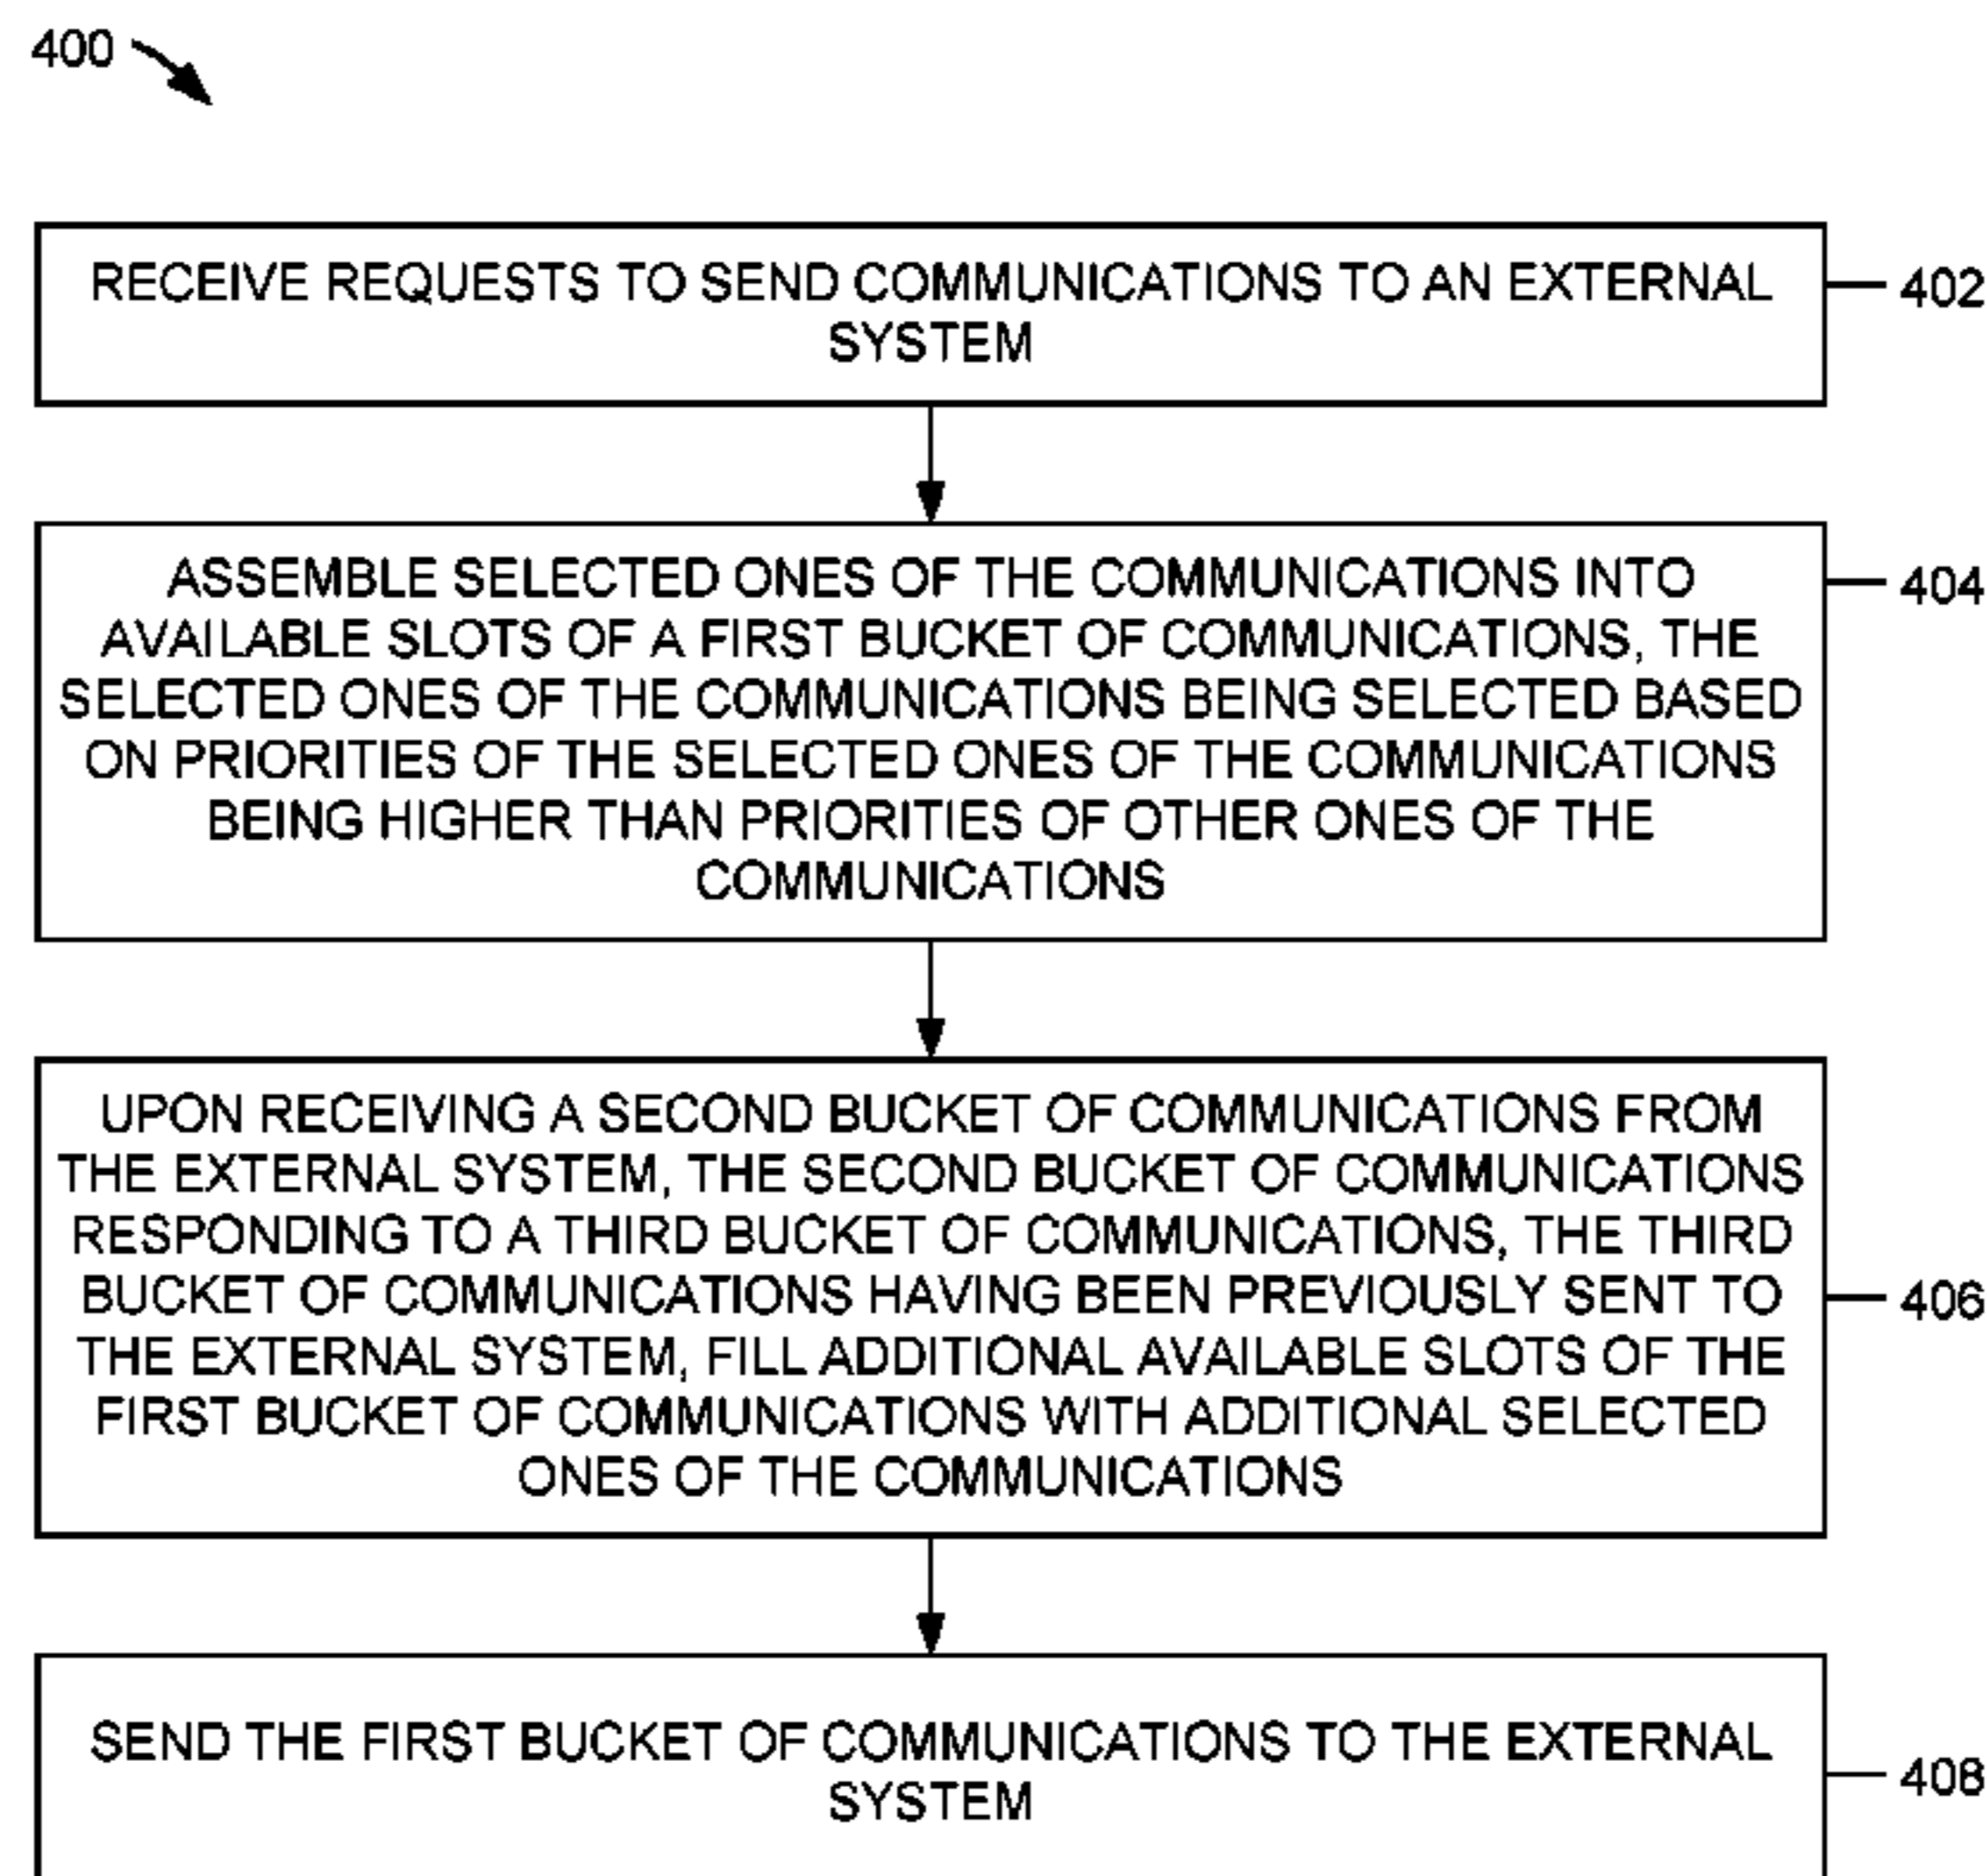 400
RECEIVE REQUESTS TO SEND COMMUNICATIONS TO AN EXTERNAL
SYSTEM
402
ASSEMBLE SELECTED ONES OF THE COMMUNICATIONS INTO
AVAILABLE SLOTS OF A FIRST BUCKET OF COMMUNICATIONS, THE
SELECTED ONES OF THE COMMUNICATIONS BEING SELECTED BASED
ON PRIORITIES OF THE SELECTED ONES OF THE COMMUNICATIONS
BEING HIGHER THAN PRIORITIES OF OTHER ONES OF THE
COMMUNICATIONS
404
UPON RECEIVING A SECOND BUCKET OF COMMUNICATIONS FROM
THE EXTERNAL SYSTEM, THE SECOND BUCKET OF COMMUNICATIONS
RESPONDING TO A THIRD BUCKET OF COMMUNICATIONS, THE THIRD
BUCKET OF COMMUNICATIONS HAVING BEEN PREVIOUSLY SENT TO
THE EXTERNAL SYSTEM, FILL ADDITIONAL AVAILABLE SLOTS OF THE
FIRST BUCKET OF COMMUNICATIONS WITH ADDITIONAL SELECTED
ONES OF THE COMMUNICATIONS
406
SEND THE FIRST BUCKET OF COMMUNICATIONS TO THE EXTERNAL
SYSTEM
408